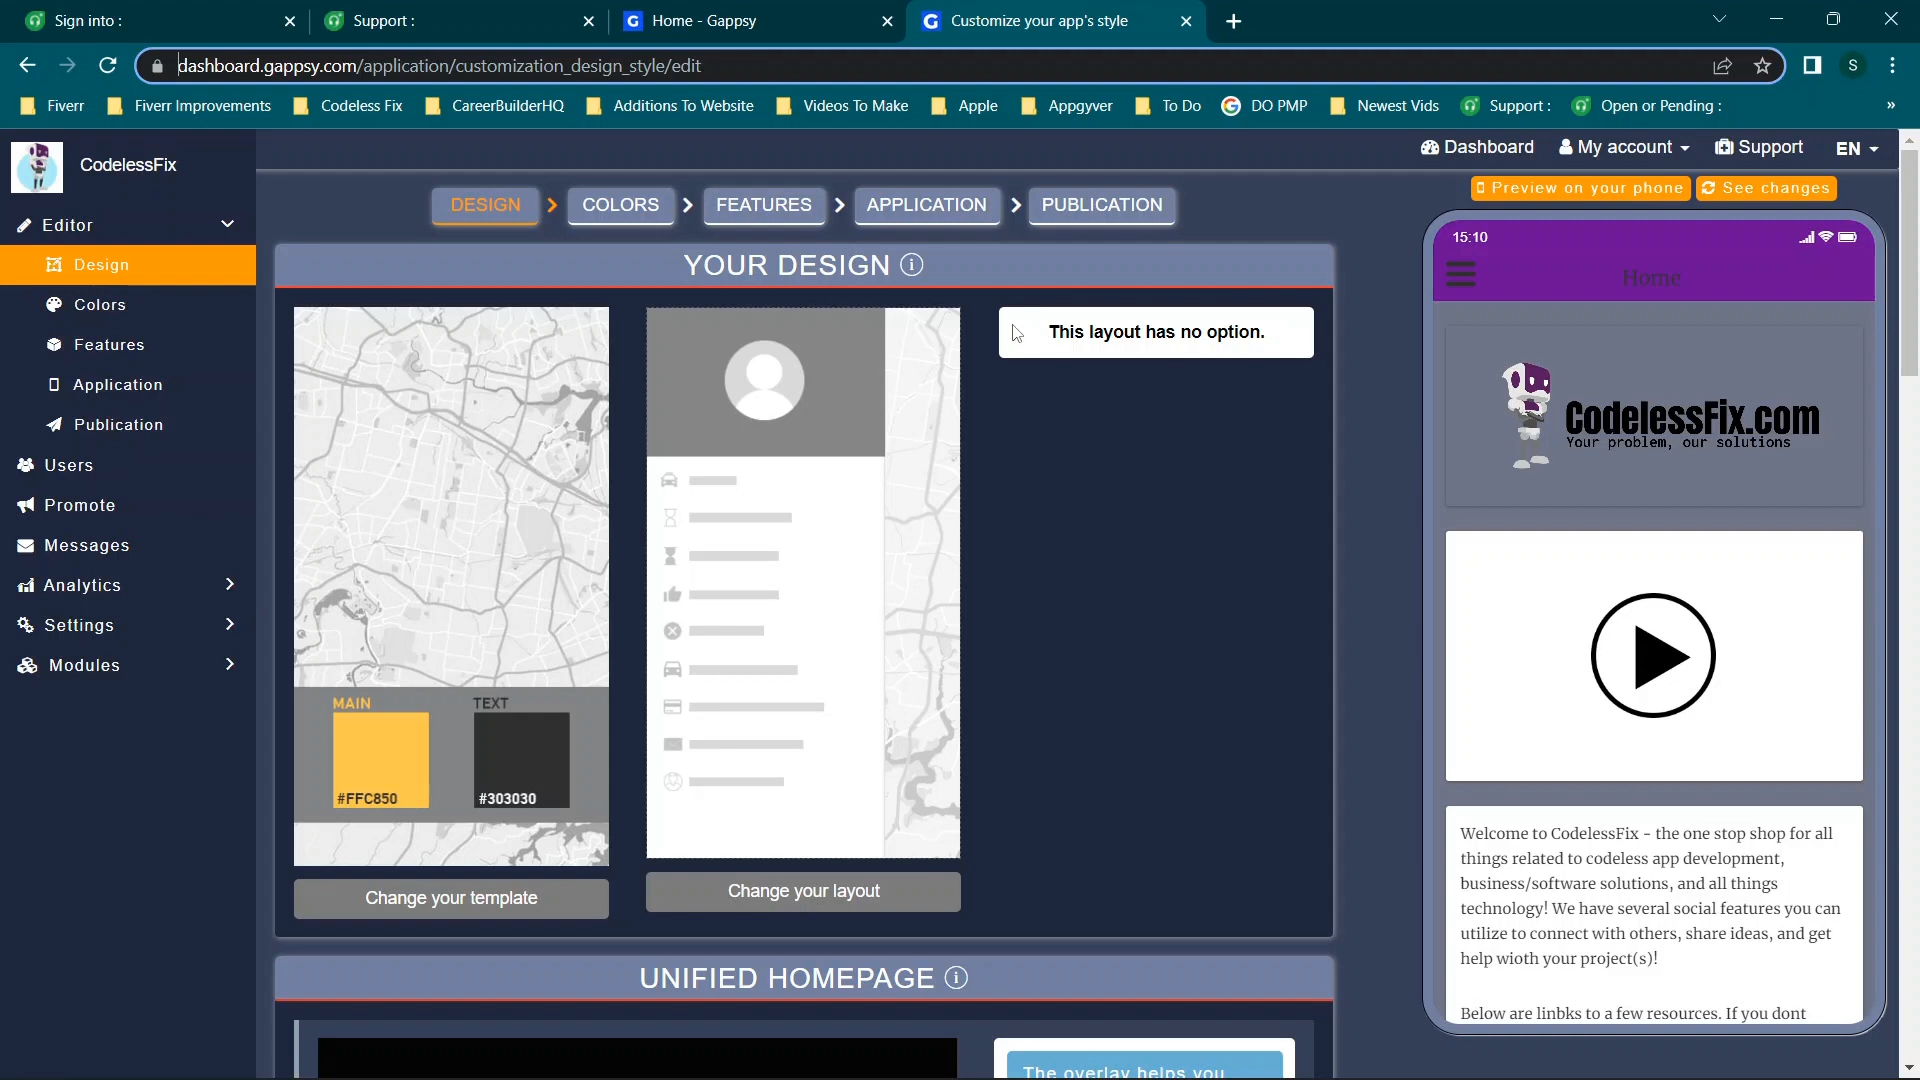 Sign into :
Support :
Home - Gappsy
Customize your app's style
dashboard.gappsy.com/application/customization_design_style/edit
S
Fiverr
Fiverr Improvements
Codeless Fix
CareerBuilderHQ
Additions To Website
Videos To Make
Apple
Appgyver
To Do
DO PMP
Newest Vids
Support :
Open or Pending :
»
CodelessFix
Dashboard
My account
Support
EN
Editor
Design
Colors
Features
Application
Publication
Users
Promote
Messages
Analytics
Settings
Modules
DESIGN
COLORS
FEATURES
APPLICATION
PUBLICATION
Preview on your phone
See changes
YOUR DESIGN
MAIN
TEXT
#FFC850
#303030
Change your template
Change your layout
This layout has no option.
UNIFIED HOMEPAGE
The overlay helps you
15:10
Home
CodelessFix.com
Your problem, our solutions
Welcome to CodelessFix - the one stop shop for all
things related to codeless app development,
business/software solutions, and all things
technology! We have several social features you can
utilize to connect with others, share ideas, and get
help wioth your project(s)!
Below are linbks to a few resources. If you dont